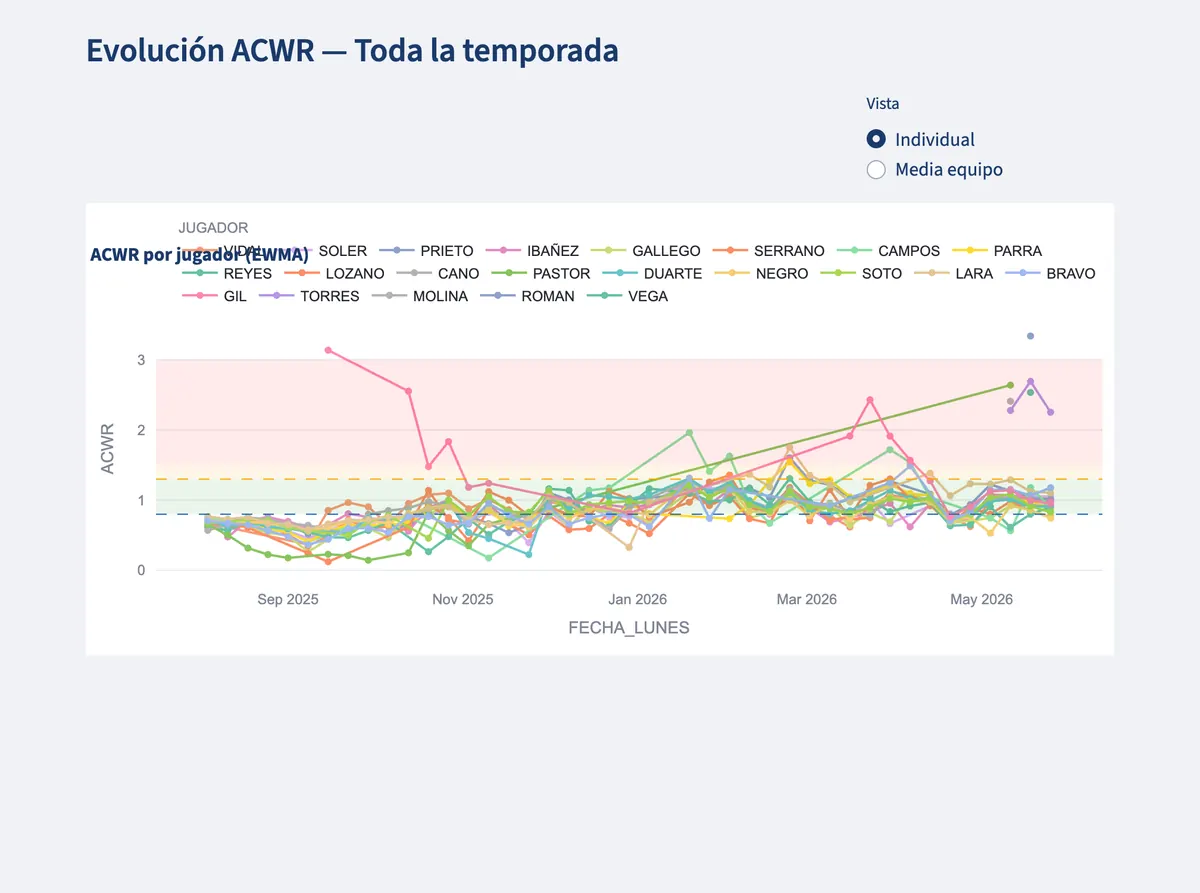 Evolución ACWR — Toda la temporada
Vista
Individual
Media equipo
JUGADOR
ACWR por jugador (EWMA)
VIDAL SOLER PRIETO IBAÑEZ GALLEGO SERRANO CAMPOS PARRA
REYES LOZANO CANO PASTOR DUARTE NEGRO SOTO LARA BRAVO
GIL TORRES MOLINA ROMAN VEGA
3
2
1
0
ACWR
Sep 2025 Nov 2025 Jan 2026 Mar 2026 May 2026
FECHA_LUNES